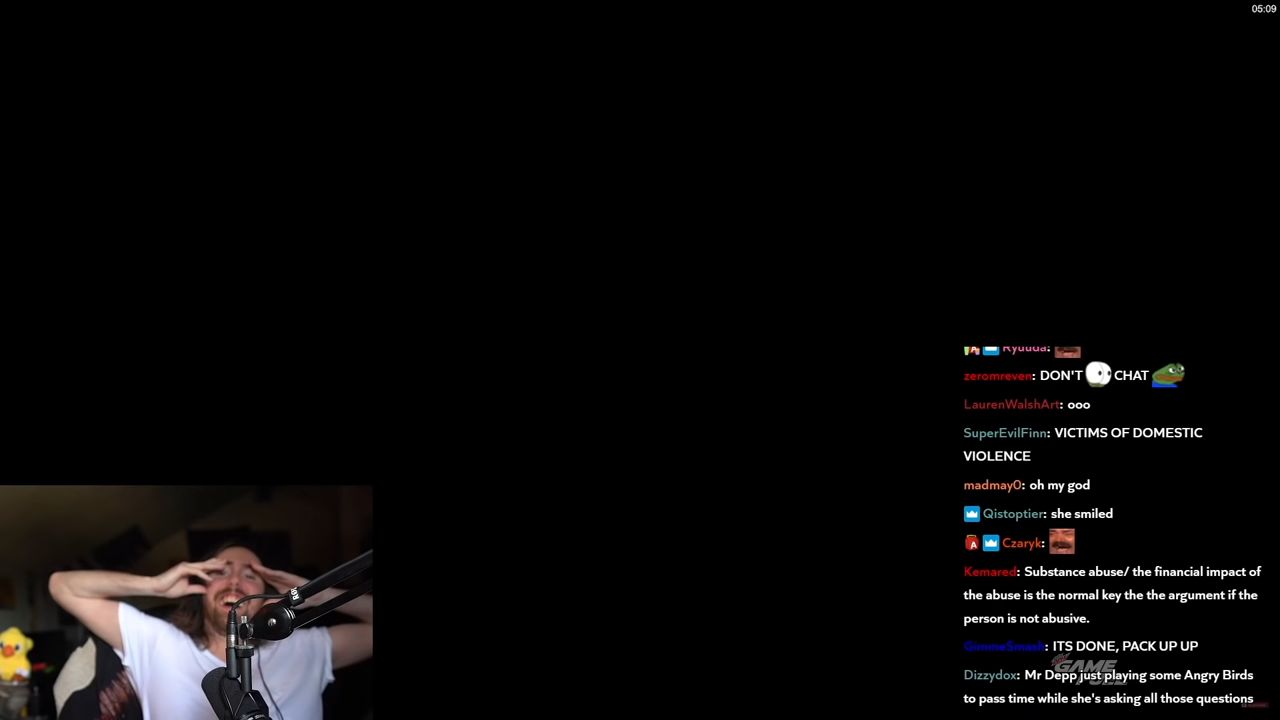 05:09
Ryuuda:
zeromreven: DON'T CHAT
LaurenWalshArt: ooo
SuperEvilFinn: VICTIMS OF DOMESTIC
VIOLENCE
madmay0: oh my god
Qistoptier: she smiled
Czaryk:
Kemared: Substance abuse/ the financial impact of
the abuse is the normal key the the argument if the
person is not abusive.
GimmeSmash: ITS DONE, PACK UP UP
GAME
FUEL
Dizzydox: Mr Depp just playing some Angry Birds
to pass time while she's asking all those questions